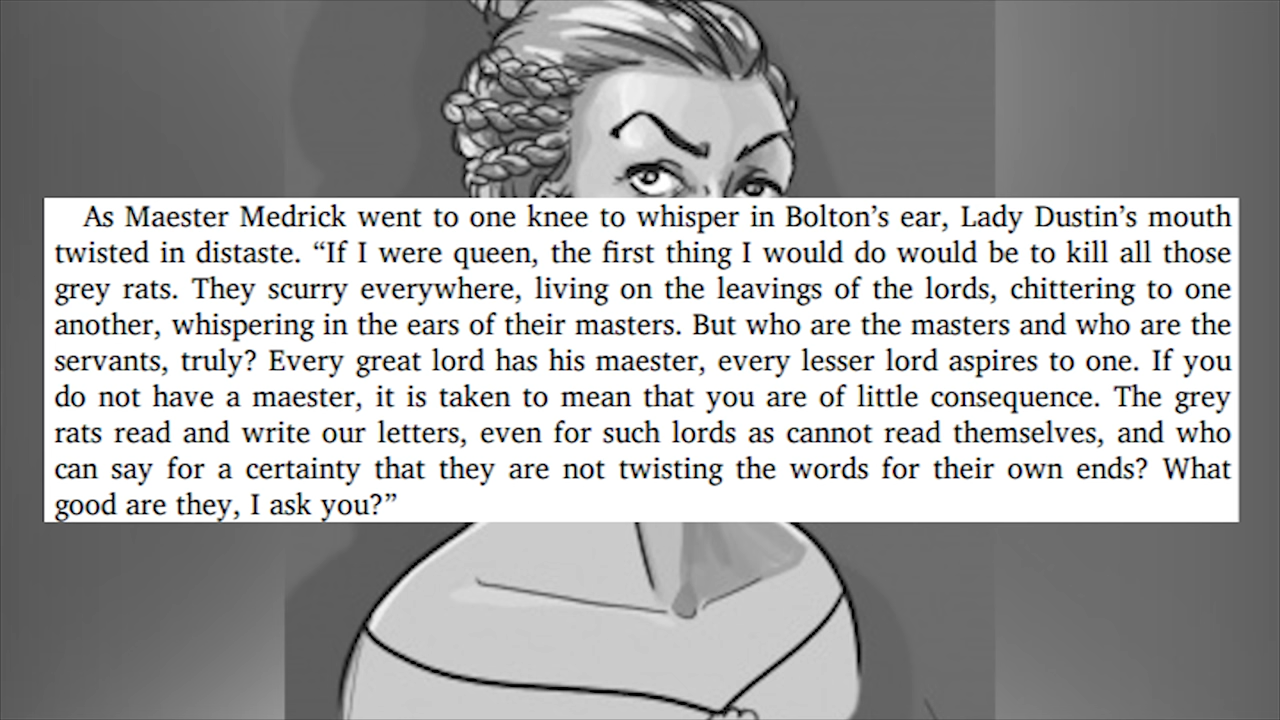 As Maester Medrick went to one knee to whisper in Bolton’s ear, Lady Dustin’s mouth
twisted in distaste. “If I were queen, the first thing I would do would be to kill all those
grey rats. They scurry everywhere, living on the leavings of the lords, chittering to one
another, whispering in the ears of their masters. But who are the masters and who are the
servants, truly? Every great lord has his maester, every lesser lord aspires to one. If you
do not have a maester, it is taken to mean that you are of little consequence. The grey
rats read and write our letters, even for such lords as cannot read themselves, and who
can say for a certainty that they are not twisting the words for their own ends? What
good are they, I ask you?”